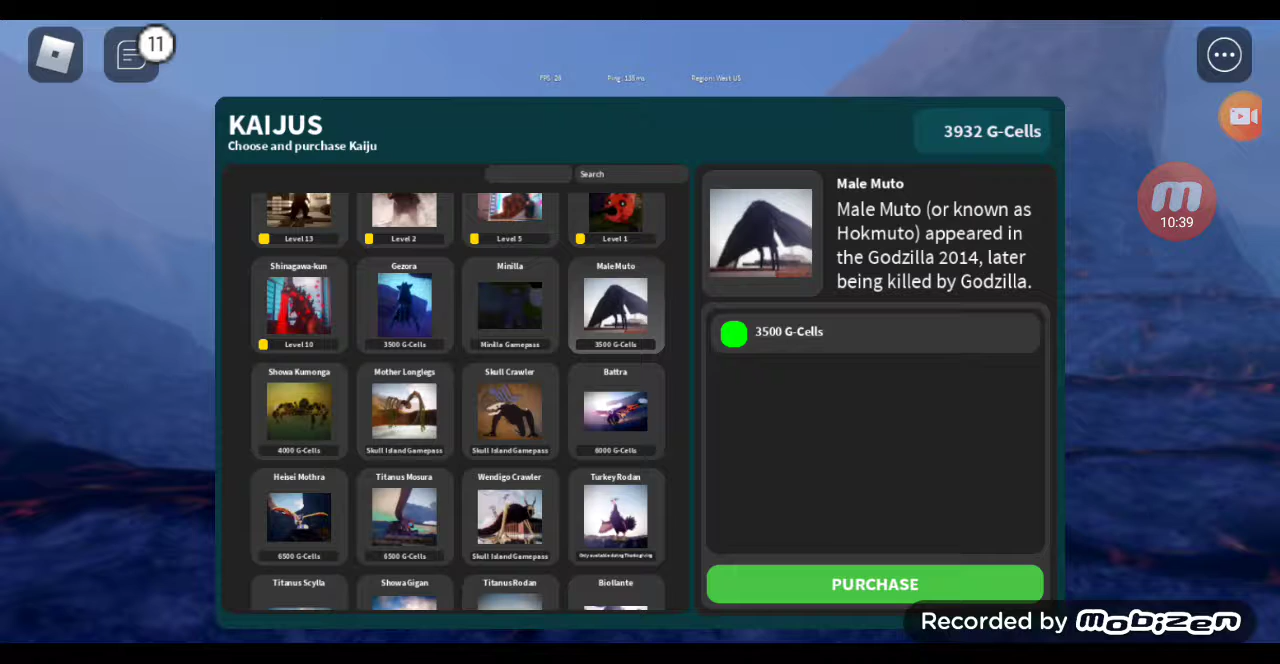 11
FPS: 26 Ping: 135 ms Region: West US
KAIJUS
Choose and purchase Kaiju
3932 G-Cells
Search
Level 13
Level 2
Level 5
Level 1
Shinagawa-kun
Gezora
Minilla
Male Muto
Level 10
3500 G-Cells
Minilla Gamepass
3500 G-Cells
Showa Kumonga
Mother Longlegs
Skull Crawler
Battra
4000 G-Cells
Skull Island Gamepass
Skull Island Gamepass
6000 G-Cells
Heisei Mothra
Titanus Mosura
Wendigo Crawler
Turkey Rodan
6500 G-Cells
6500 G-Cells
Skull Island Gamepass
Only available during Thanksgiving
Titanus Scylla
Showa Gigan
Titanus Rodan
Biollante
Male Muto
Male Muto (or known as
Hokmuto) appeared in
the Godzilla 2014, later
being killed by Godzilla.
3500 G-Cells
PURCHASE
10:39
Recorded by mobizen